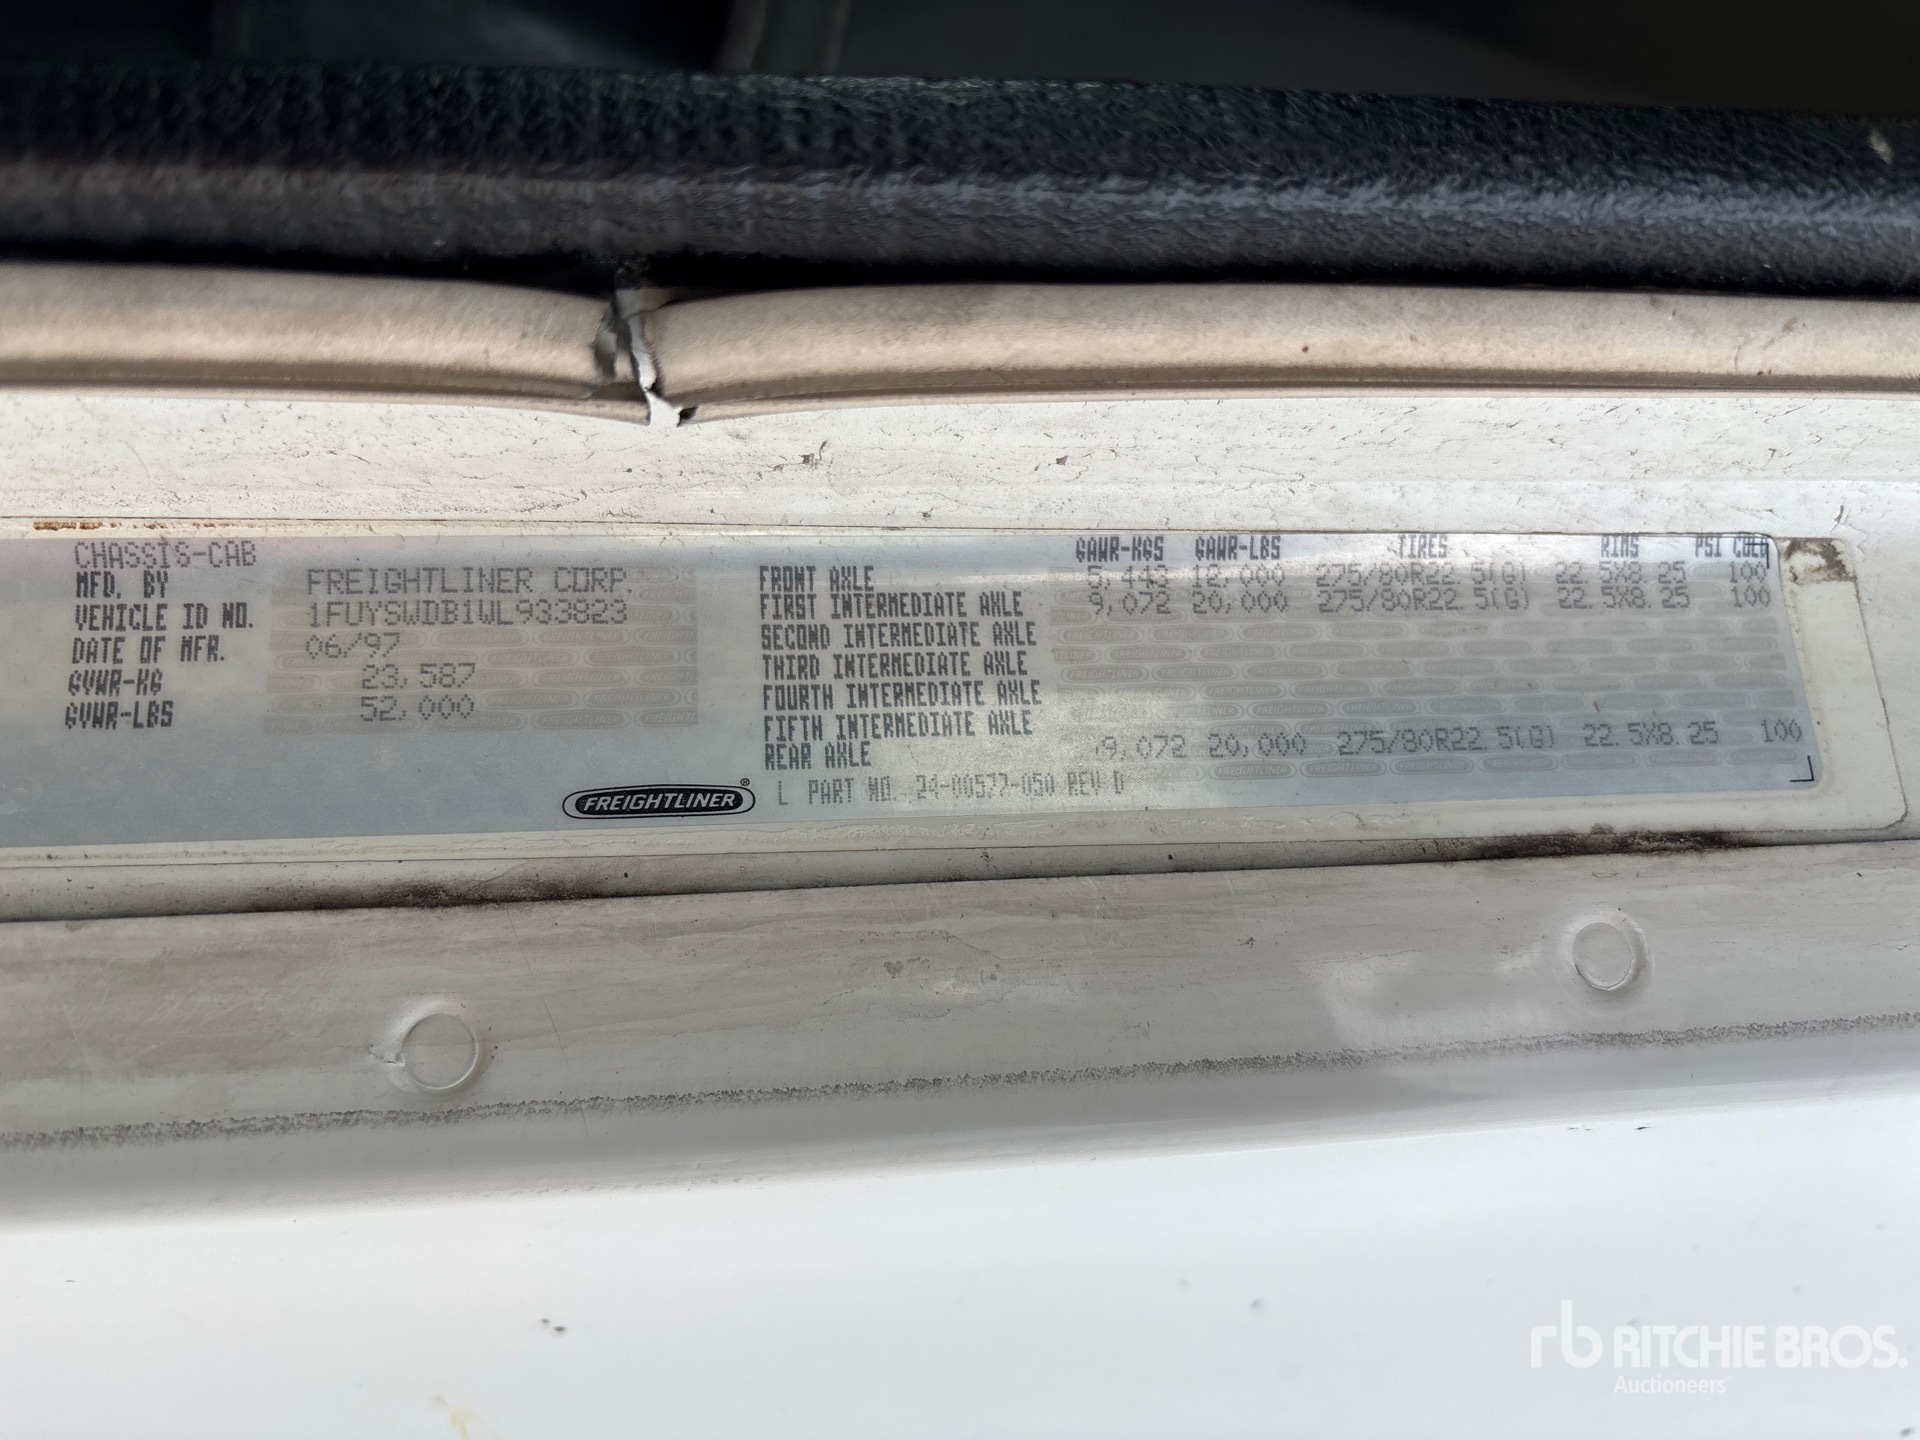 CHASSIS-CAB
MFD. BY FREIGHTLINER CORP.
VEHICLE ID NO. 1FUYSWDB1WL933823
DATE OF MFR. 06/97
GVWR-KG 23,587
GVWR-LBS 52,000
GAWR-KGS GAWR-LBS TIRES RIMS PSI COLD
FRONT AXLE 5,443 12,000 275/80R22.5(G) 22.5X8.25 100
FIRST INTERMEDIATE AXLE 9,072 20,000 275/80R22.5(G) 22.5X8.25 100
SECOND INTERMEDIATE AXLE
THIRD INTERMEDIATE AXLE
FOURTH INTERMEDIATE AXLE
FIFTH INTERMEDIATE AXLE
REAR AXLE 9,072 20,000 275/80R22.5(G) 22.5X8.25 100
FREIGHTLINER® L PART NO. 24-00577-050 REV D
rb RITCHIE BROS.
Auctioneers